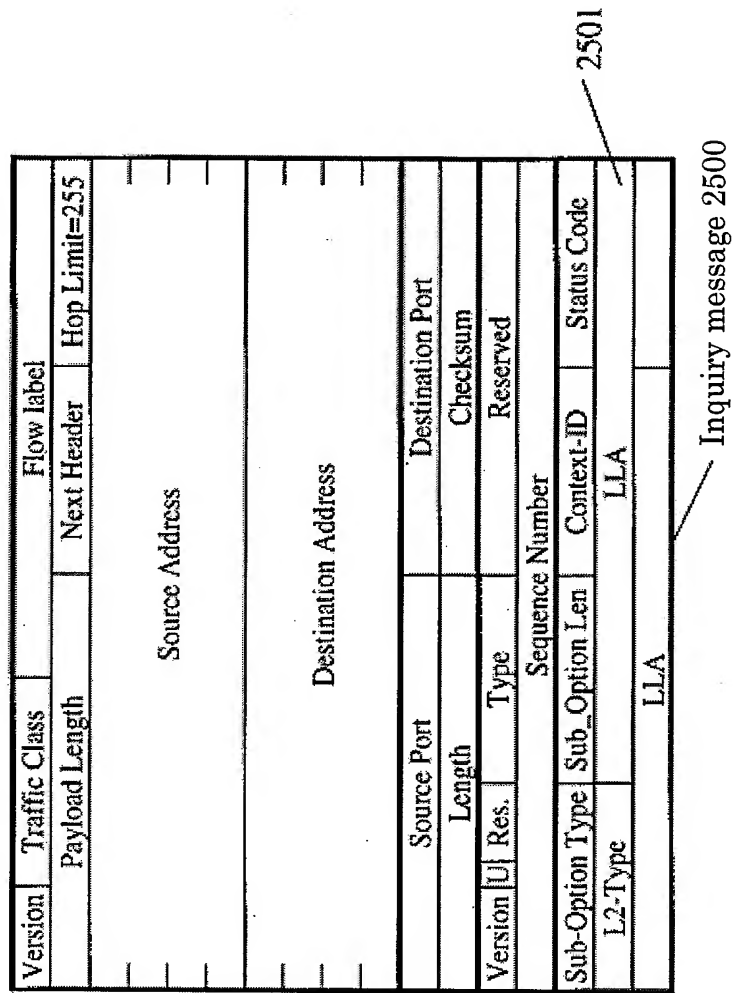 Version Traffic Class Flow label
Payload Length Next Header Hop Limit=255
Source Address
Destination Address
Source Port Destination Port
Length Checksum
Version U Res. Type Reserved
Sequence Number
Sub-Option Type Sub_Option Len Context-ID Status Code
L2-Type LLA
LLA
2501
Inquiry message 2500